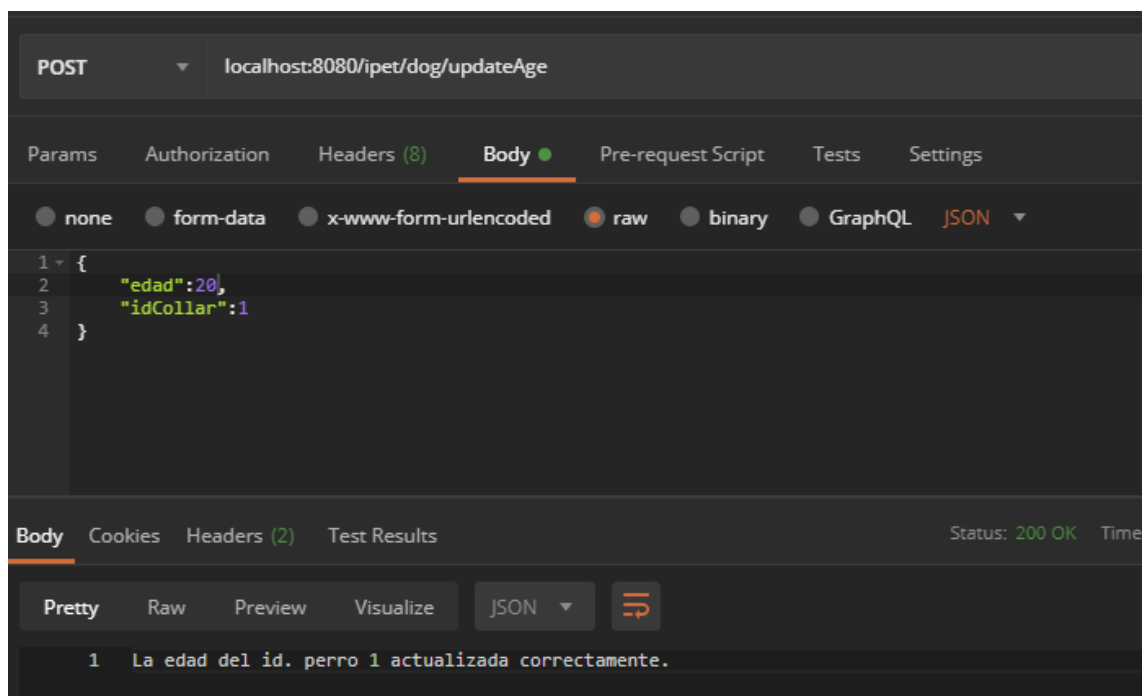 POST localhost:8080/ipet/dog/updateAge
Params Authorization Headers (8) Body Pre-request Script Tests Settings
none form-data x-www-form-urlencoded raw binary GraphQL JSON
1 {
2 "edad":20,
3 "idCollar":1
4 }
Body Cookies Headers (2) Test Results Status: 200 OK Time
Pretty Raw Preview Visualize JSON
1 La edad del id. perro 1 actualizada correctamente.